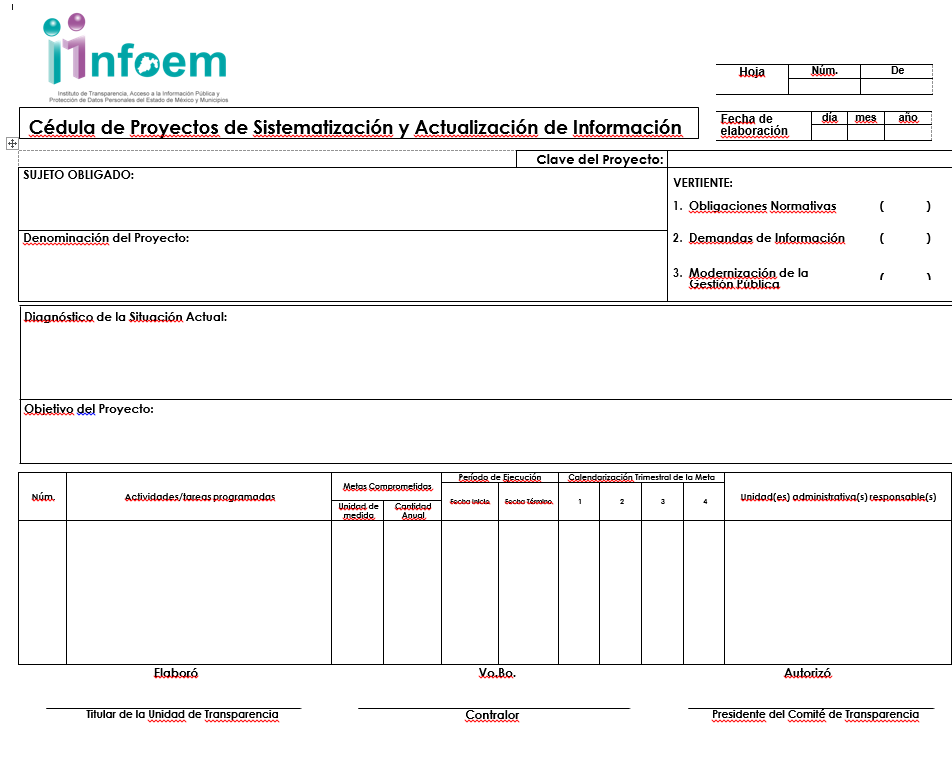 infoem
Instituto de Transparencia, Acceso a la Información Pública y
Protección de Datos Personales del Estado de México y Municipios
Hoja Núm. De
Cédula de Proyectos de Sistematización y Actualización de Información
Fecha de día mes año
elaboración
Clave del Proyecto:
SUJETO OBLIGADO:
VERTIENTE:
1. Obligaciones Normativas ( )
Denominación del Proyecto:
2. Demandas de Información ( )
3. Modernización de la ( )
Gestión Pública
Diagnóstico de la Situación Actual:
Objetivo del Proyecto:
Núm.
Actividades/tareas programadas
Metas Comprometidas
Unidad de
medida
Cantidad
Anual
Período de Ejecución
Fecha Inicio
Fecha Término
Calendarización Trimestral de la Meta
1 2 3 4
Unidad(es) administrativa(s) responsable(s)
Elaboró Vo.Bo. Autorizó
Titular de la Unidad de Transparencia Contralor Presidente del Comité de Transparencia